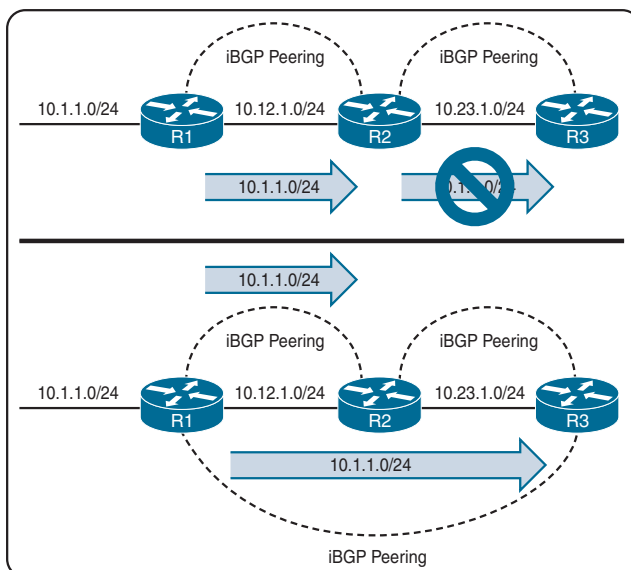 iBGP Peering
iBGP Peering
10.1.1.0/24
10.12.1.0/24
10.23.1.0/24
R1
R2
R3
10.1.1.0/24
10.1.1.0/24
iBGP Peering
iBGP Peering
10.1.1.0/24
10.12.1.0/24
10.23.1.0/24
R1
R2
R3
10.1.1.0/24
iBGP Peering